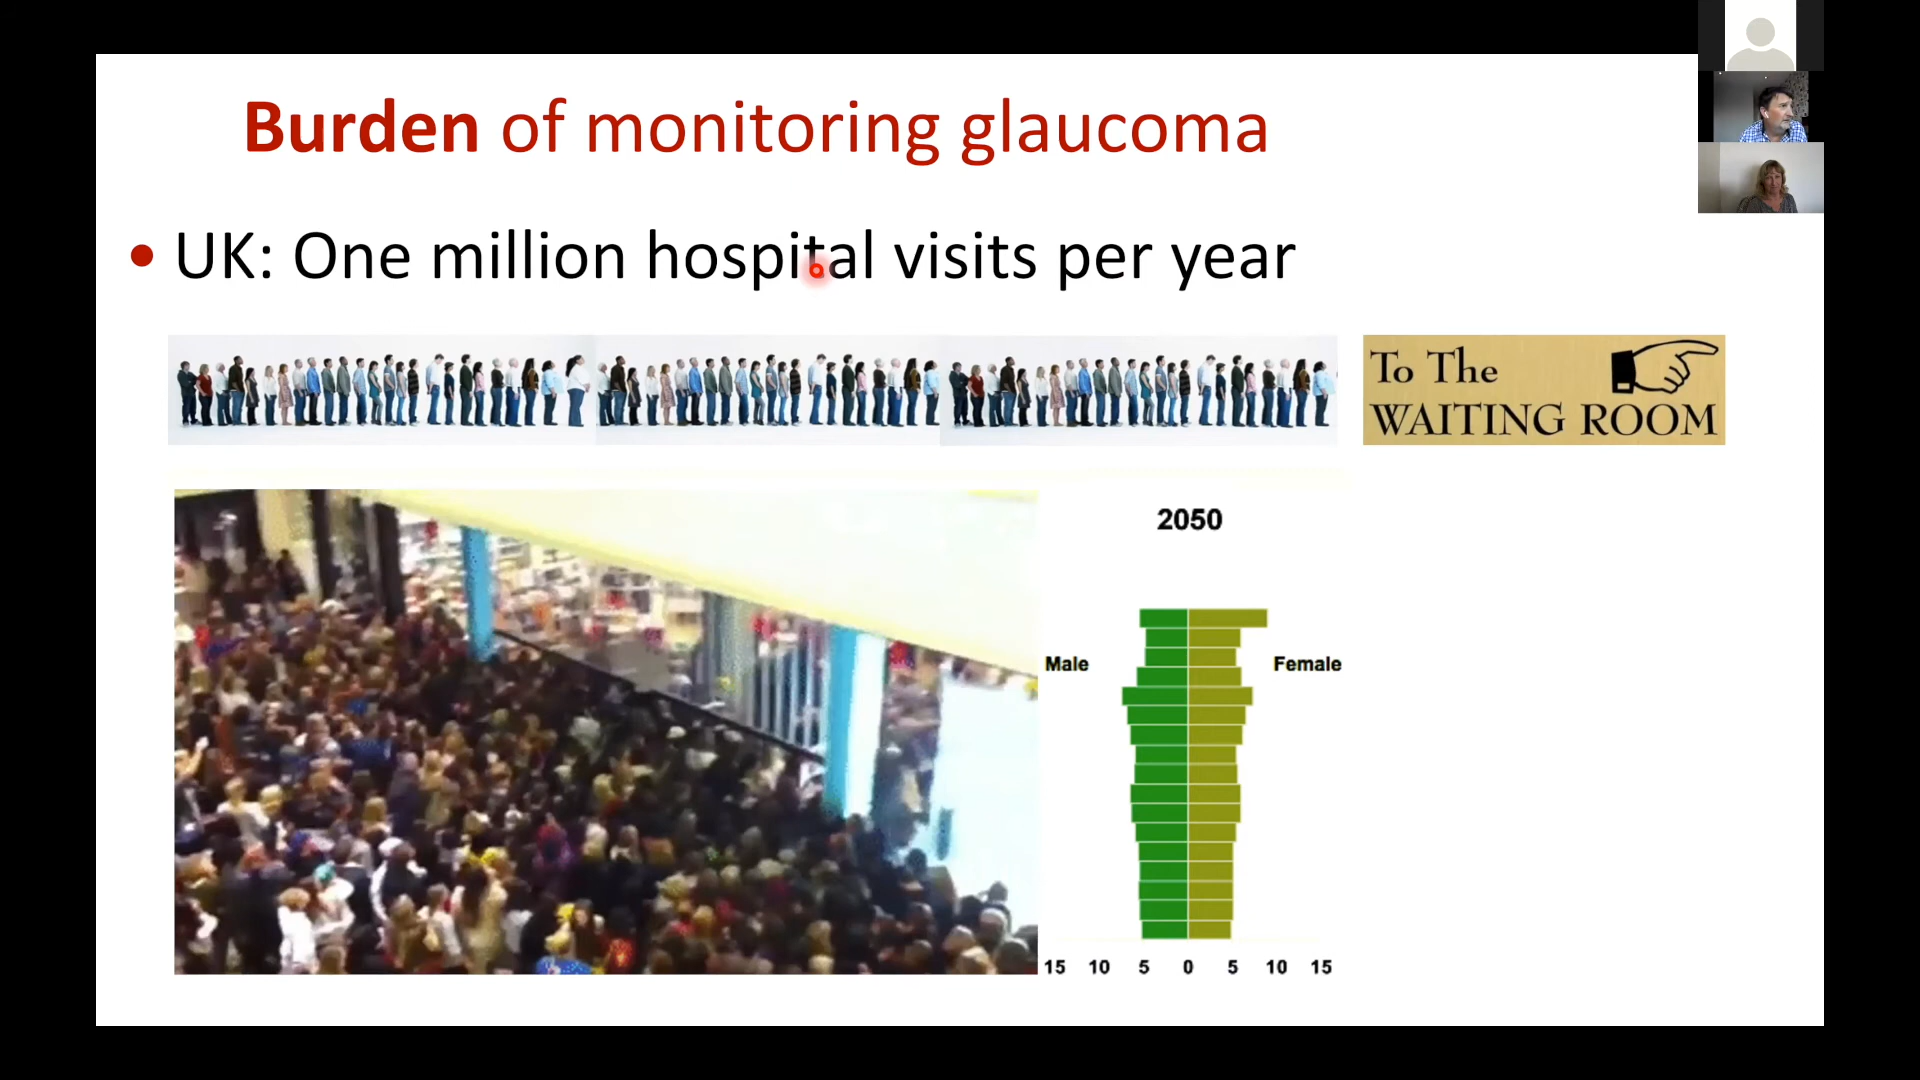 Burden of monitoring glaucoma
• UK: One million hospital visits per year
To The
WAITING ROOM
2050
Male
Female
15 10 5 0 5 10 15